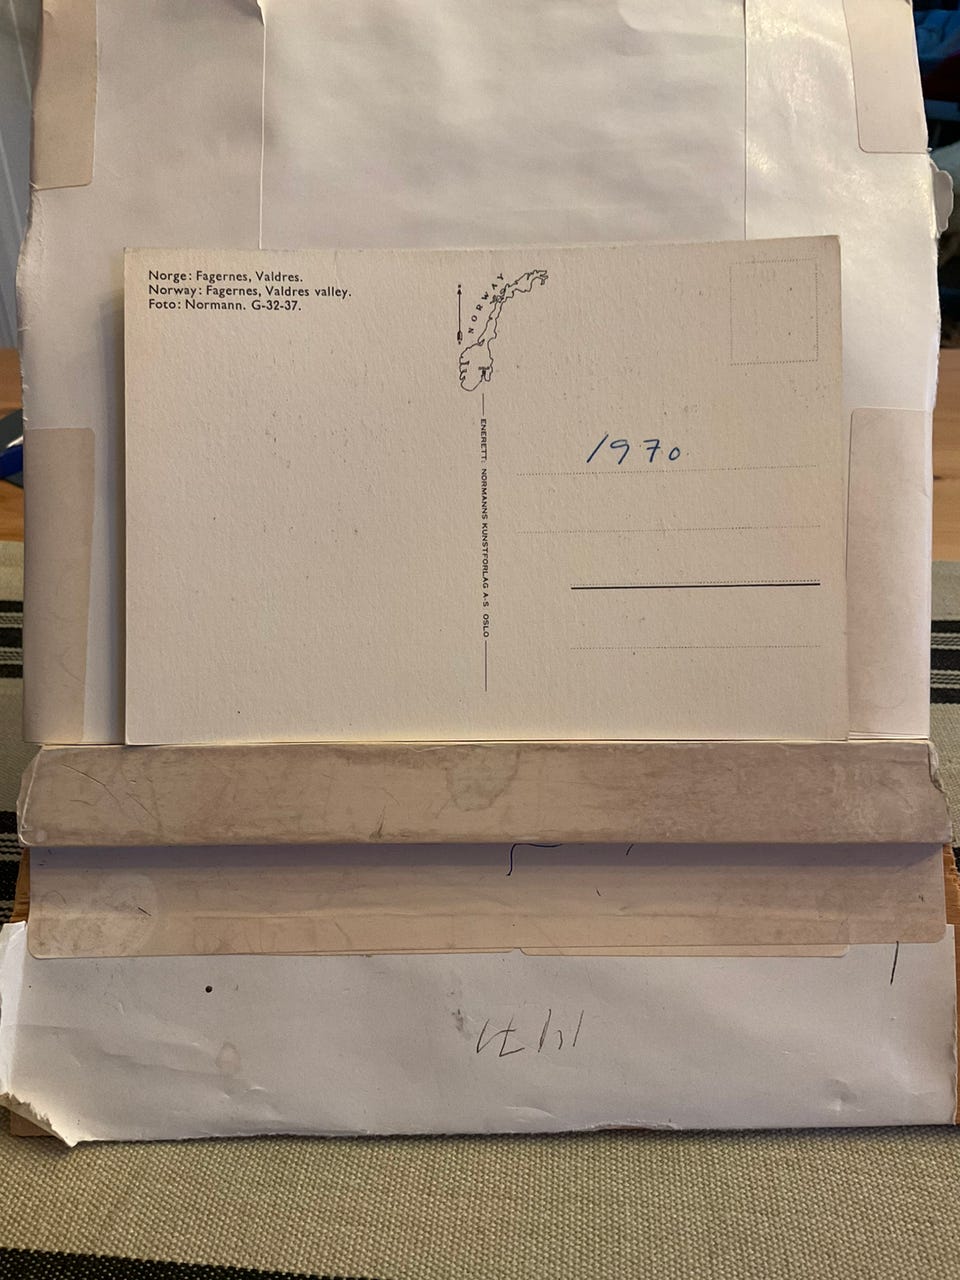 Norge: Fagernes, Valdres.
Norway: Fagernes, Valdres valley.
Foto: Normann. G-32-37.
NORWAY
ENERETT: NORMANNS KUNSTFORLAG A-S OSLO
1970